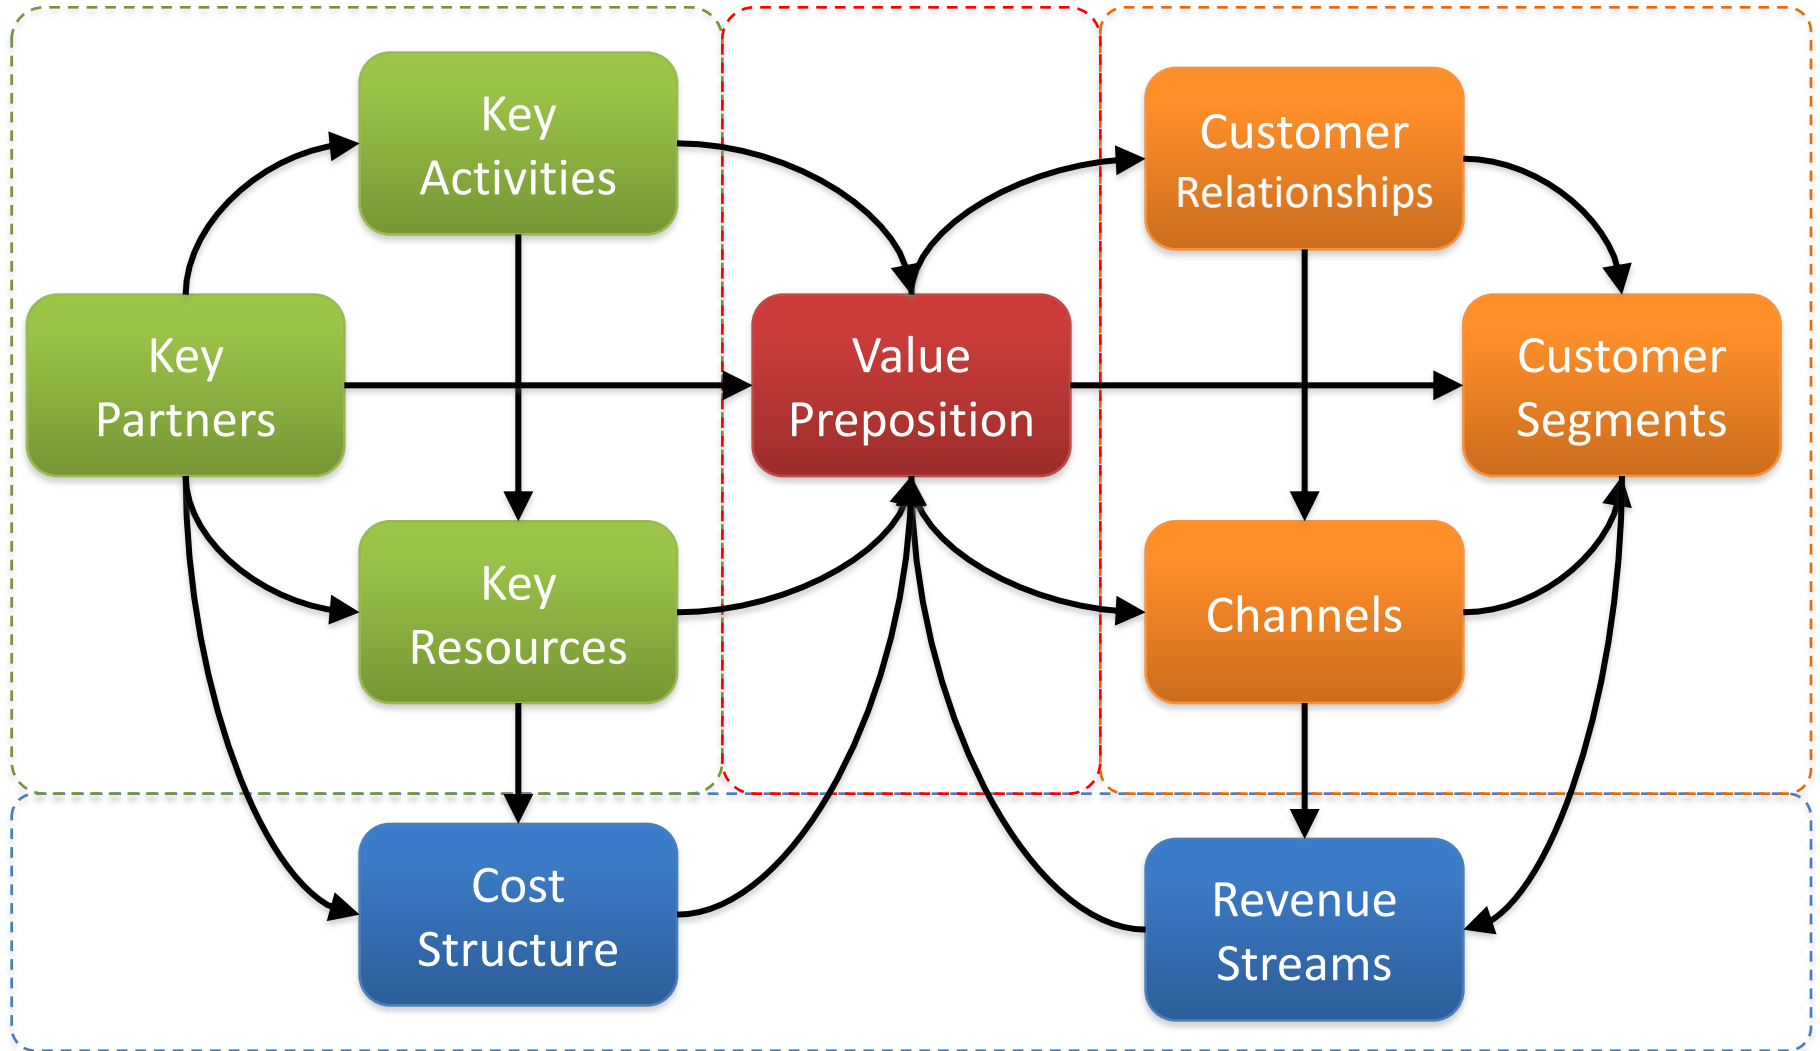 Key
Activities
Customer
Relationships
Key
Partners
Value
Preposition
Customer
Segments
Key
Resources
Channels
Cost
Structure
Revenue
Streams